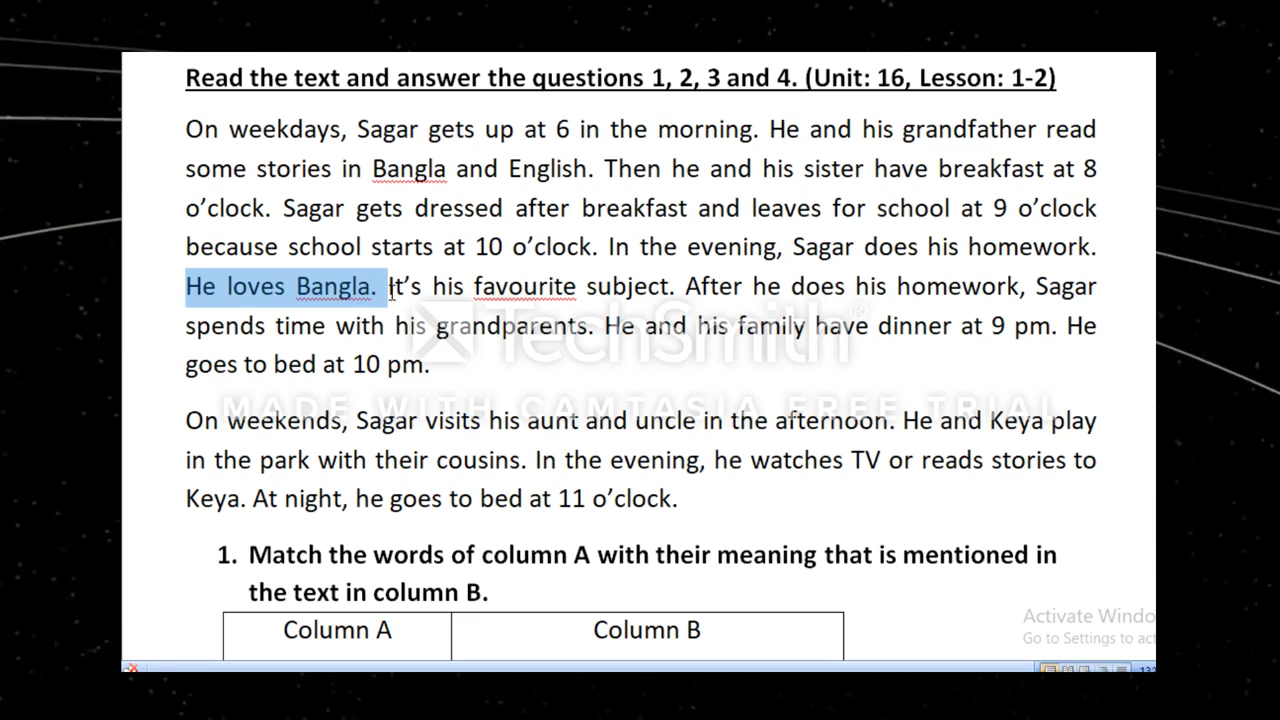 Read the text and answer the questions 1, 2, 3 and 4. (Unit: 16, Lesson: 1-2)
On weekdays, Sagar gets up at 6 in the morning. He and his grandfather read
some stories in Bangla and English. Then he and his sister have breakfast at 8
o’clock. Sagar gets dressed after breakfast and leaves for school at 9 o’clock
because school starts at 10 o’clock. In the evening, Sagar does his homework.
He loves Bangla. It’s his favourite subject. After he does his homework, Sagar
spends time with his grandparents. He and his family have dinner at 9 pm. He
goes to bed at 10 pm.
TechSmith®
MADE WITH CAMTASIA FREE TRIAL
On weekends, Sagar visits his aunt and uncle in the afternoon. He and Keya play
in the park with their cousins. In the evening, he watches TV or reads stories to
Keya. At night, he goes to bed at 11 o’clock.
1. Match the words of column A with their meaning that is mentioned in
the text in column B.
Column A Column B
Activate Windo
Go to Settings to act